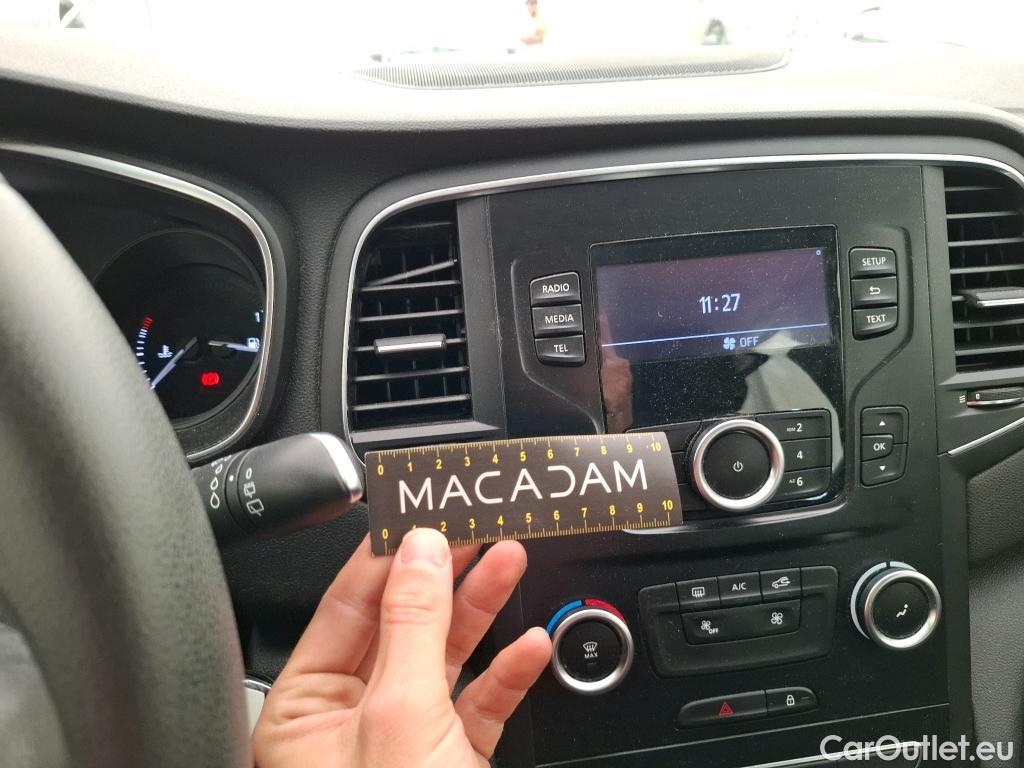 RADIO
MEDIA
TEL
11:27
OFF
SETUP
TEXT
0 1 2 3 4 5 6 7 8 9 10
MACADAM
0 1 2 3 4 5 6 7 8 9 10
2
4
6
OK
A/C
OFF
MAX
CarOutlet.eu